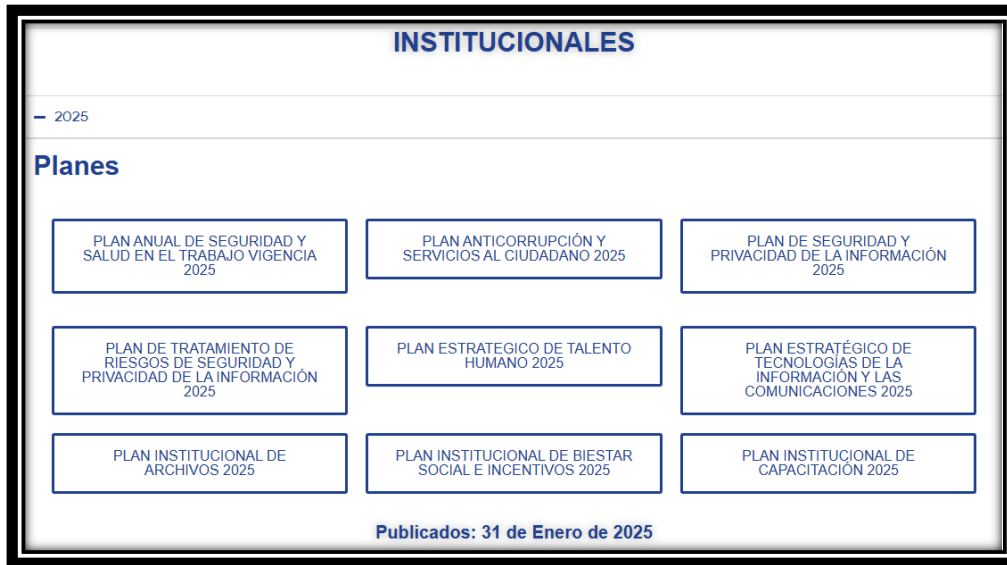 INSTITUCIONALES
2025
Planes
PLAN ANUAL DE SEGURIDAD Y
SALUD EN EL TRABAJO VIGENCIA
2025
PLAN ANTICORRUPCIÓN Y
SERVICIOS AL CIUDADANO 2025
PLAN DE SEGURIDAD Y
PRIVACIDAD DE LA INFORMACIÓN
2025
PLAN DE TRATAMIENTO DE
RIESGOS DE SEGURIDAD Y
PRIVACIDAD DE LA INFORMACIÓN
2025
PLAN ESTRATEGICO DE TALENTO
HUMANO 2025
PLAN ESTRATÉGICO DE
TECNOLOGÍAS DE LA
INFORMACIÓN Y LAS
COMUNICACIONES 2025
PLAN INSTITUCIONAL DE
ARCHIVOS 2025
PLAN INSTITUCIONAL DE BIESTAR
SOCIAL E INCENTIVOS 2025
PLAN INSTITUCIONAL DE
CAPACITACIÓN 2025
Publicados: 31 de Enero de 2025